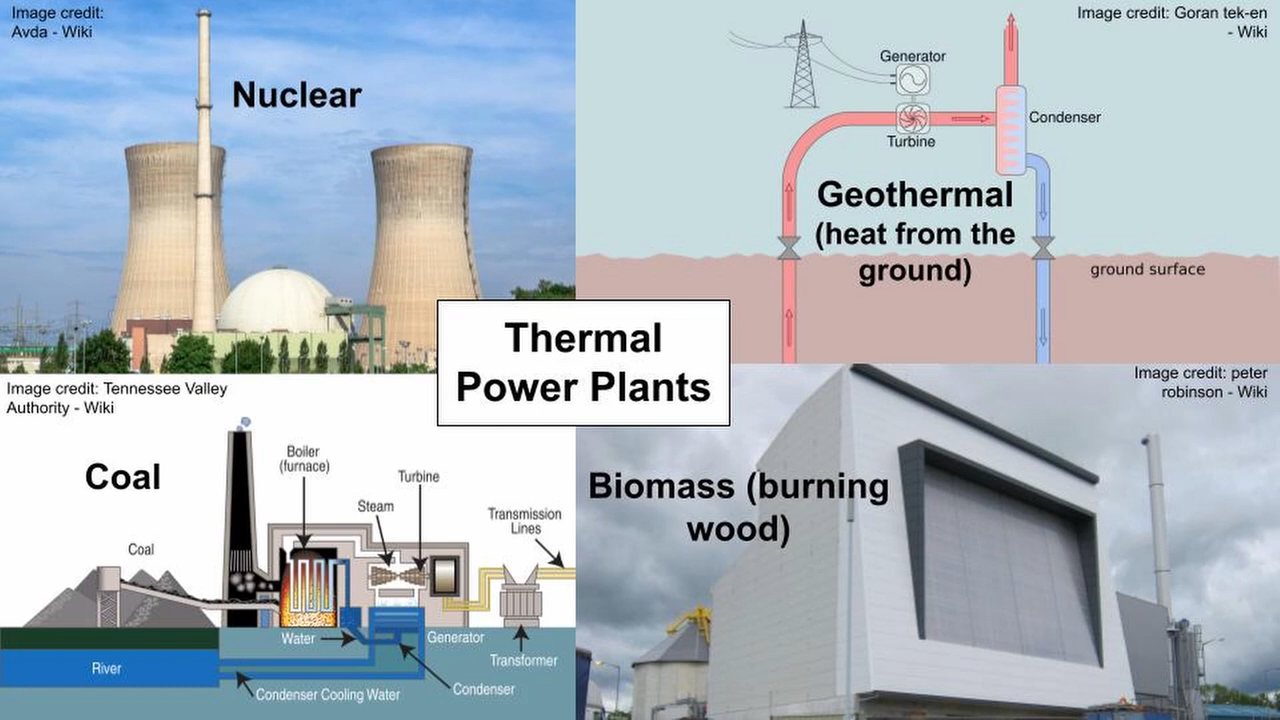 Image credit:
Avda - Wiki
Nuclear
Image credit: Goran tek-en
- Wiki
Generator
Turbine
Condenser
Geothermal
(heat from the
ground)
ground surface
Thermal
Power Plants
Image credit: Tennessee Valley
Authority - Wiki
Coal
Boiler
(furnace)
Turbine
Steam
Transmission
Lines
Coal
Water
Generator
River
Transformer
Condenser
Condenser Cooling Water
Image credit: peter
robinson - Wiki
Biomass (burning
wood)